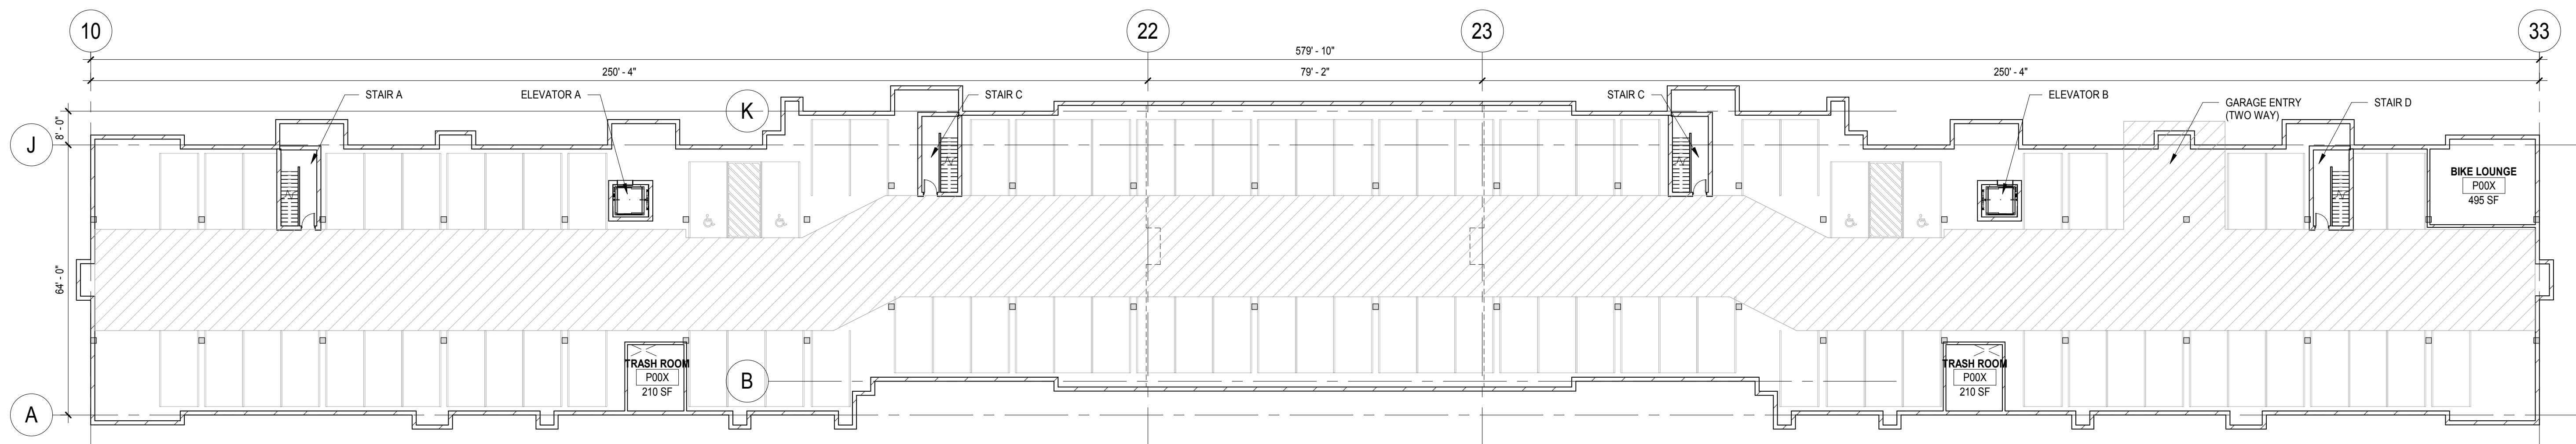 10
22
23
33
579' - 10"
250' - 4"
79' - 2"
250' - 4"
STAIR A
ELEVATOR A
K
STAIR C
STAIR C
ELEVATOR B
GARAGE ENTRY
(TWO WAY)
STAIR D
8' - 0"
J
BIKE LOUNGE
P00X
495 SF
64' - 0"
TRASH ROOM
P00X
210 SF
B
TRASH ROOM
P00X
210 SF
A